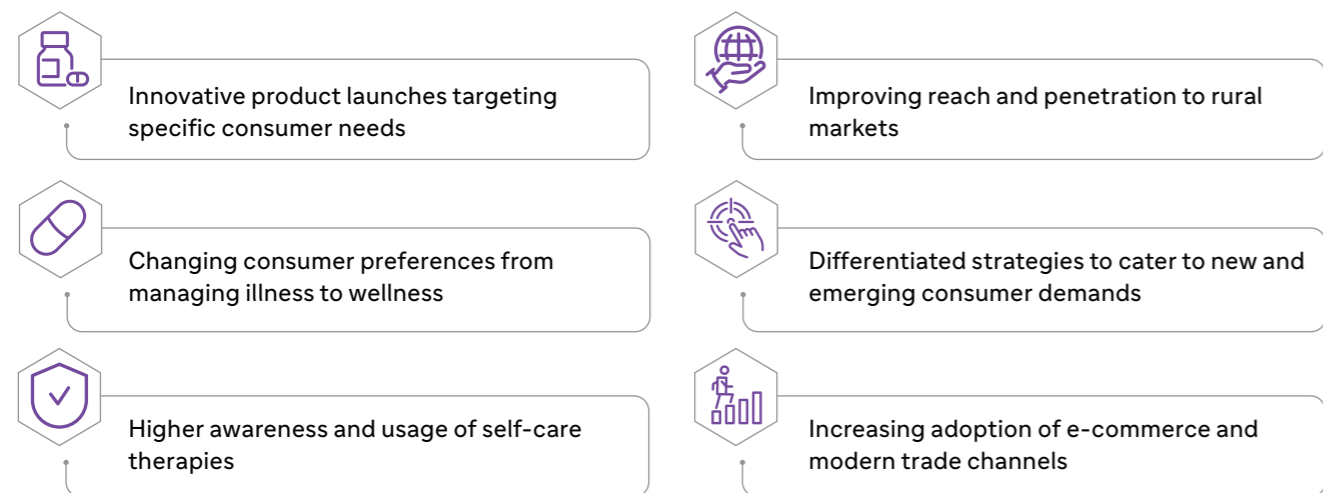 Innovative product launches targeting
specific consumer needs
Improving reach and penetration to rural
markets
Changing consumer preferences from
managing illness to wellness
Differentiated strategies to cater to new and
emerging consumer demands
Higher awareness and usage of self-care
therapies
Increasing adoption of e-commerce and
modern trade channels